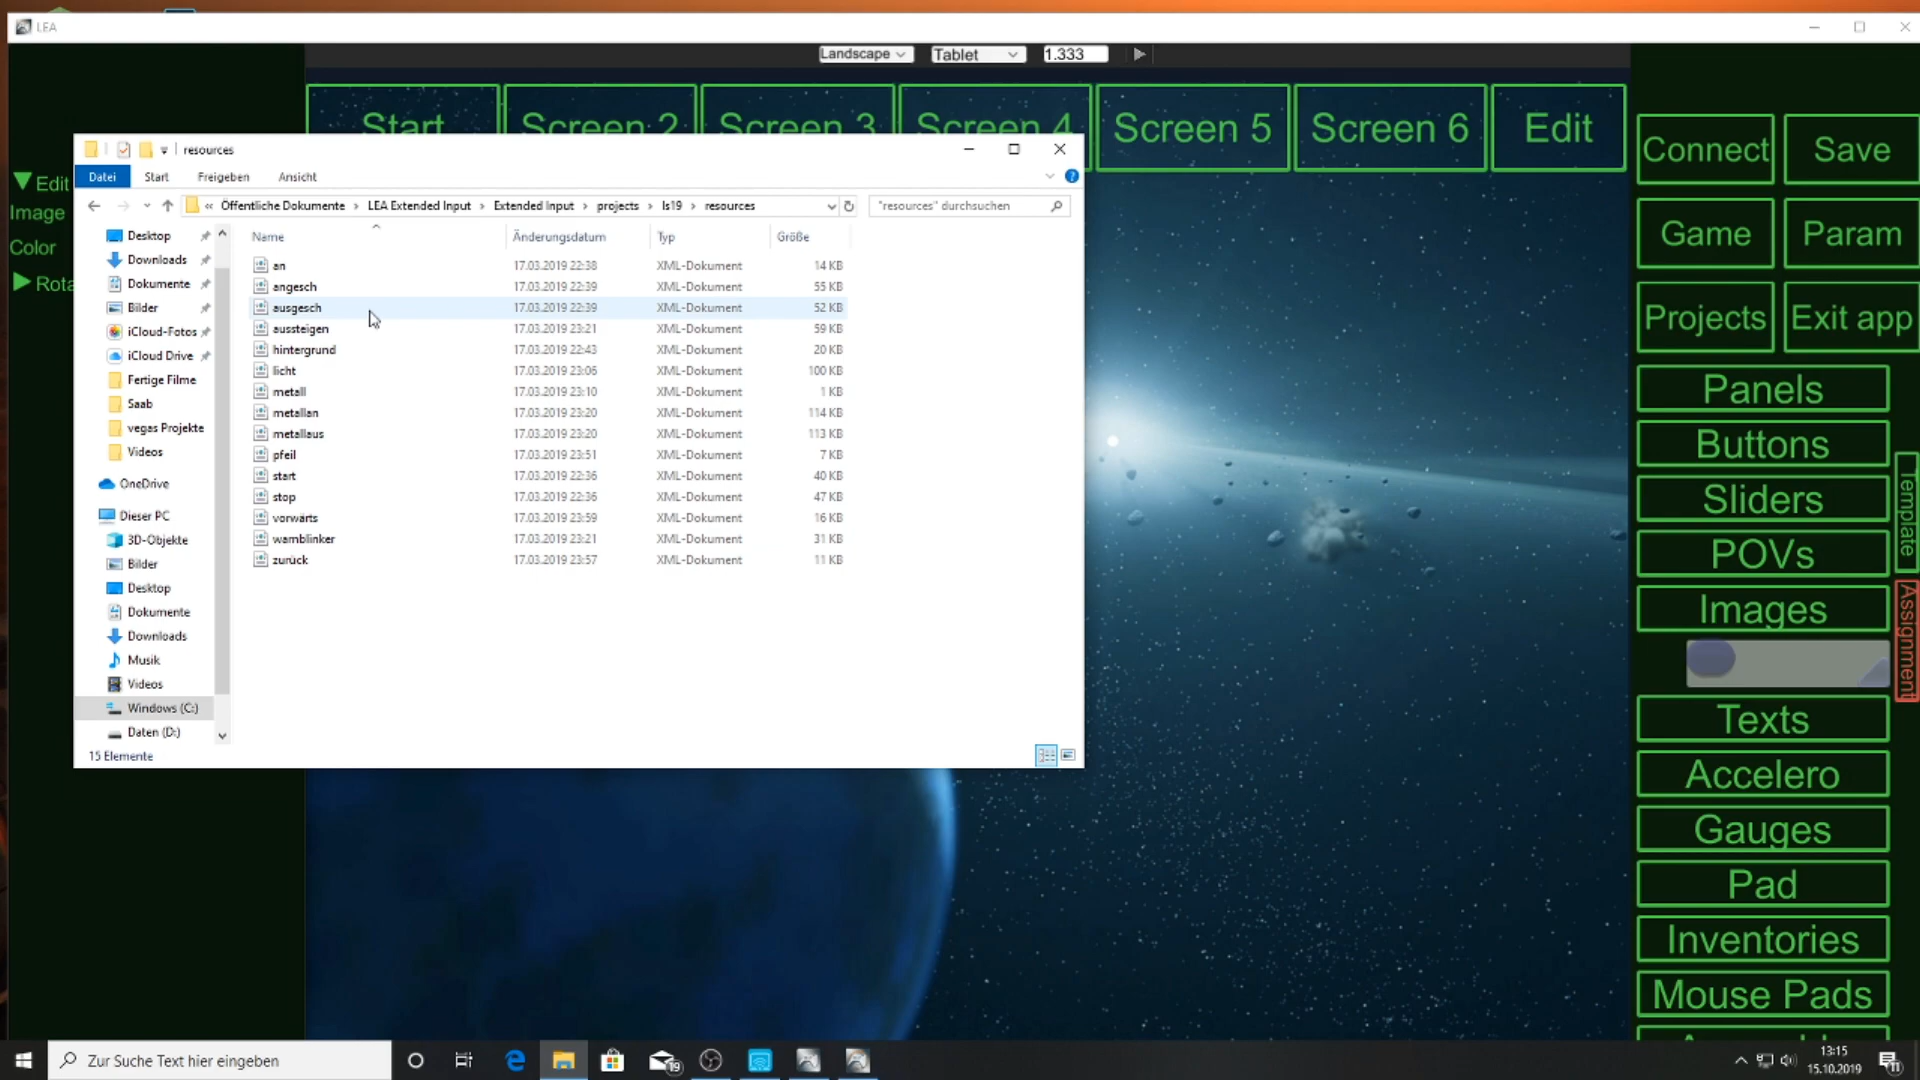 LEA
Landscape
Tablet
1.333
Start
Screen 2
Screen 3
Screen 4
Screen 5
Screen 6
Edit
Connect
Save
Game
Param
Projects
Exit app
Panels
Buttons
Sliders
POVs
Images
Texts
Accelero
Gauges
Pad
Inventories
Mouse Pads
Template
Assignment
Edit
Image
Color
Rota
resources
Datei
Start
Freigeben
Ansicht
« Öffentliche Dokumente › LEA Extended Input › Extended Input › projects › ls19 › resources
"resources" durchsuchen
Desktop
Downloads
Dokumente
Bilder
iCloud-Fotos
iCloud Drive
Fertige Filme
Saab
vegas Projekte
Videos
OneDrive
Dieser PC
3D-Objekte
Bilder
Desktop
Dokumente
Downloads
Musik
Videos
Windows (C:)
Daten (D:)
Name Änderungsdatum Typ Größe
an 17.03.2019 22:38 XML-Dokument 14 KB
angesch 17.03.2019 22:39 XML-Dokument 55 KB
ausgesch 17.03.2019 22:39 XML-Dokument 52 KB
aussteigen 17.03.2019 23:21 XML-Dokument 59 KB
hintergrund 17.03.2019 22:43 XML-Dokument 20 KB
licht 17.03.2019 23:06 XML-Dokument 100 KB
metall 17.03.2019 23:10 XML-Dokument 1 KB
metallan 17.03.2019 23:20 XML-Dokument 114 KB
metallaus 17.03.2019 23:20 XML-Dokument 113 KB
pfeil 17.03.2019 23:51 XML-Dokument 7 KB
start 17.03.2019 22:36 XML-Dokument 40 KB
stop 17.03.2019 22:36 XML-Dokument 47 KB
vorwärts 17.03.2019 23:59 XML-Dokument 16 KB
warnblinker 17.03.2019 23:21 XML-Dokument 31 KB
zurück 17.03.2019 23:57 XML-Dokument 11 KB
15 Elemente
Zur Suche Text hier eingeben
19
13:15
15.10.2019
11